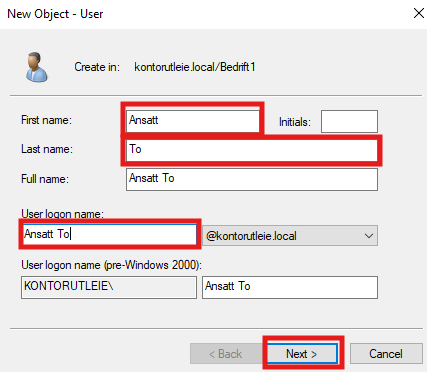 New Object - User
Create in: kontorutleie.local/Bedrift1
First name: Ansatt Initials:
Last name: To
Full name: Ansatt To
User logon name:
Ansatt To @kontorutleie.local
User logon name (pre-Windows 2000):
KONTORUTLEIE\ Ansatt To
< Back Next > Cancel